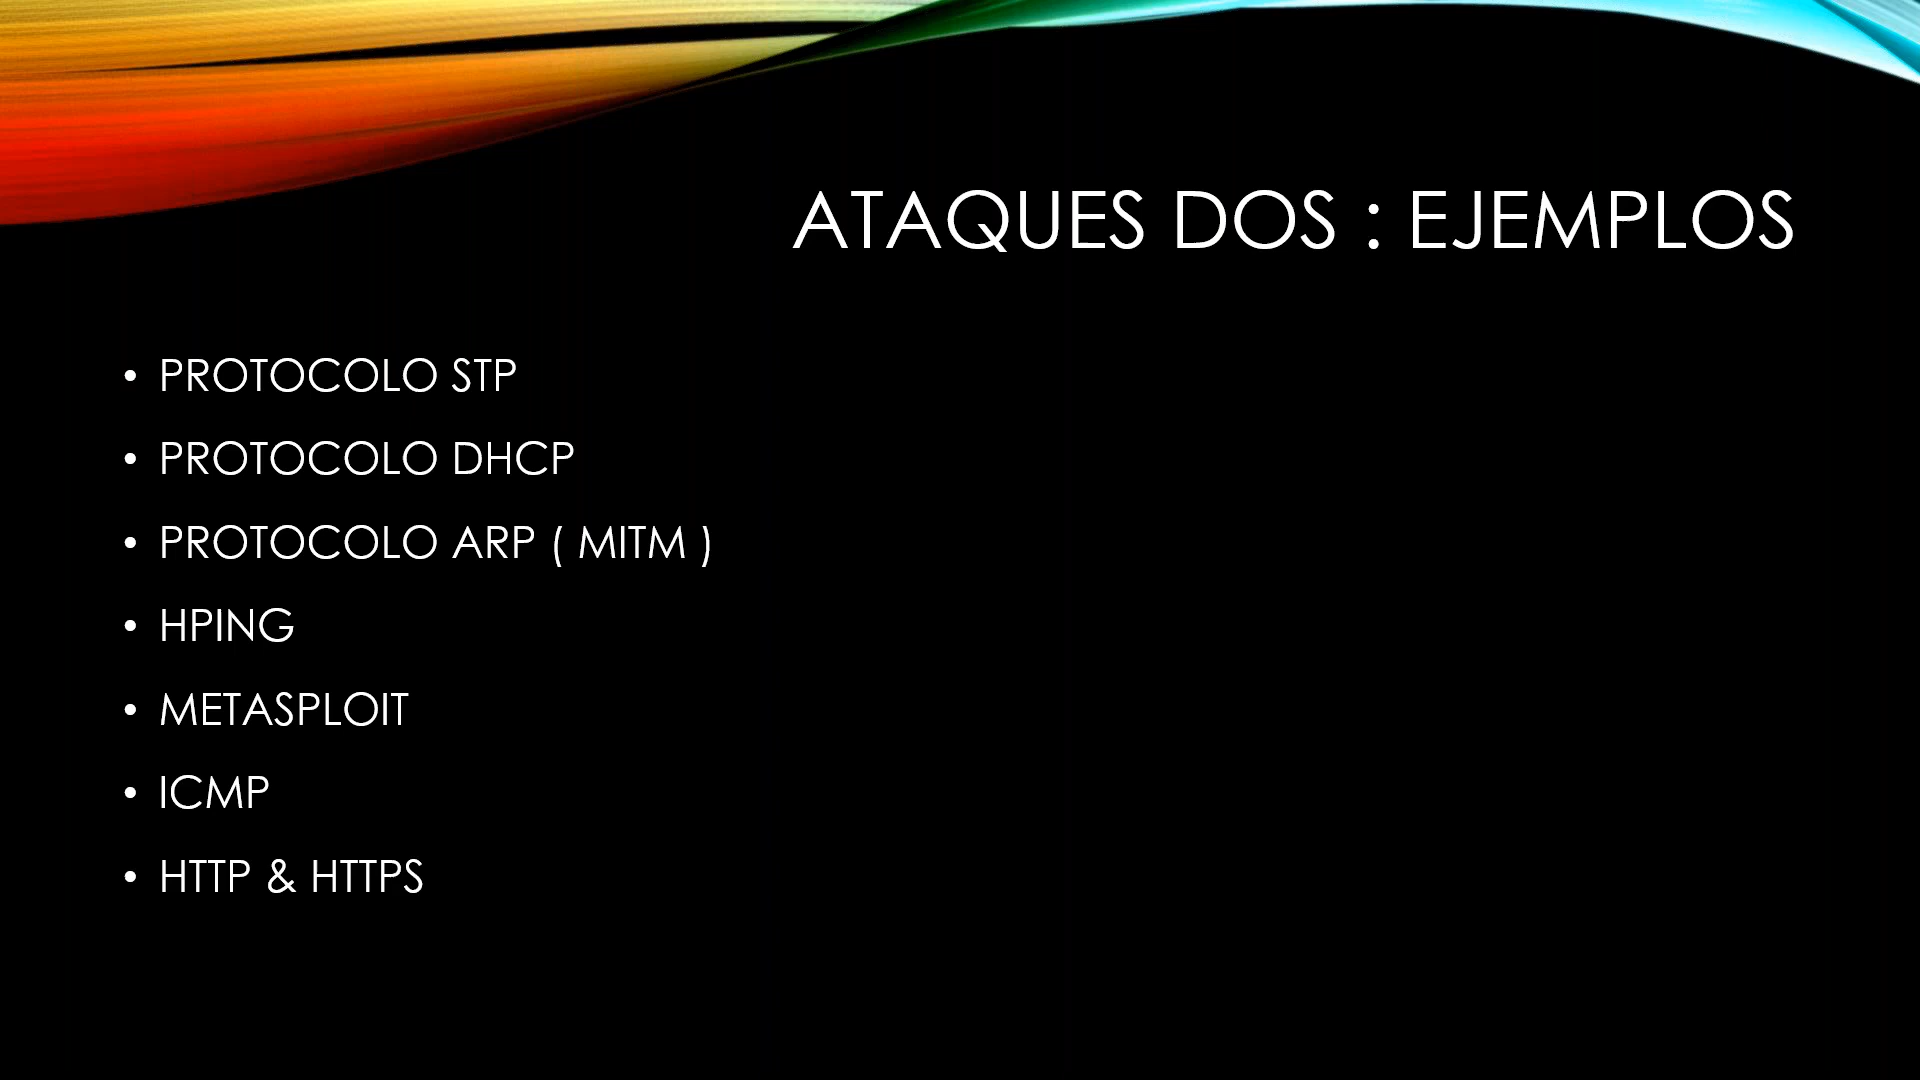 ATAQUES DOS : EJEMPLOS
• PROTOCOLO STP
• PROTOCOLO DHCP
• PROTOCOLO ARP ( MITM )
• HPING
• METASPLOIT
• ICMP
• HTTP & HTTPS